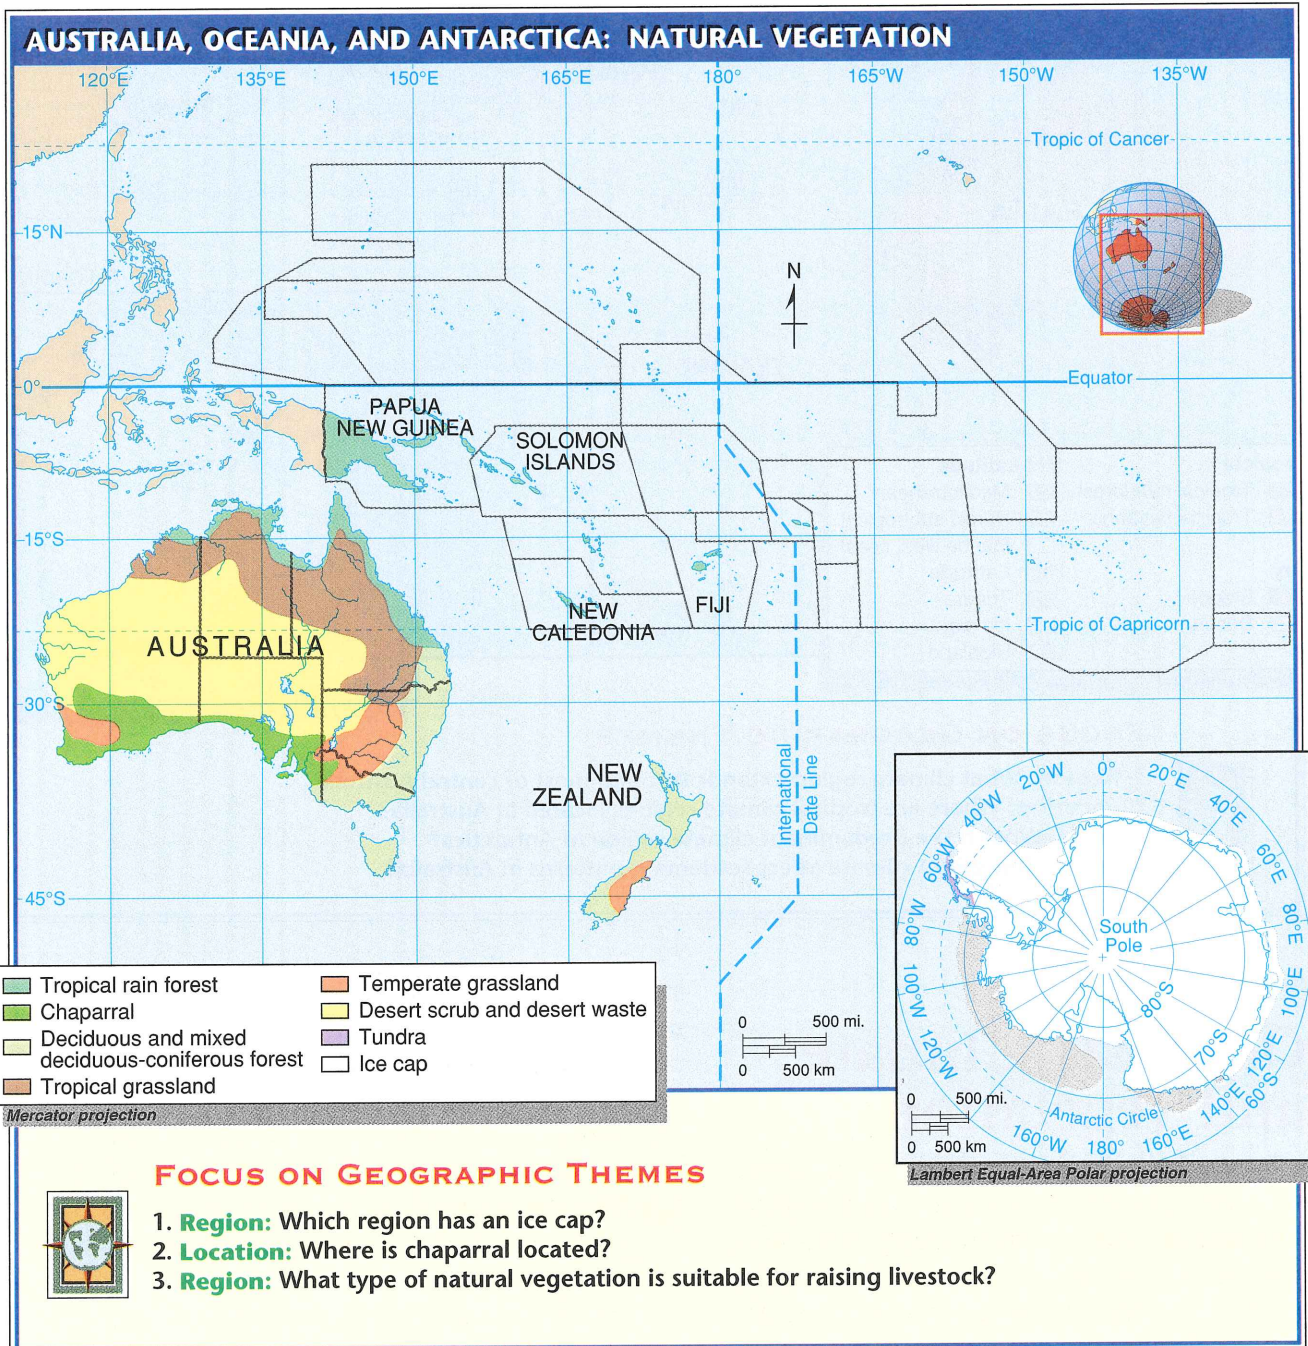 AUSTRALIA, OCEANIA, AND ANTARCTICA: NATURAL VEGETATION
120°E
135°E
150°E
165°E
180°
165°W
150°W
135°W
Tropic of Cancer
15°N
N
0°
Equator
PAPUA
NEW GUINEA
SOLOMON
ISLANDS
15°S
NEW
CALEDONIA
FIJI
Tropic of Capricorn
AUSTRALIA
30°S
NEW
ZEALAND
International
Date Line
45°S
0 500 mi.
0 500 km
Tropical rain forest
Chaparral
Deciduous and mixed
deciduous-coniferous forest
Tropical grassland
Temperate grassland
Desert scrub and desert waste
Tundra
Ice cap
Mercator projection
20°W
0°
20°E
40°W
40°E
60°W
60°E
80°W
80°E
South
Pole
100°W
100°E
80°S
120°W
70°S
120°E
60°S
140°E
Antarctic Circle
160°W
180°
160°E
0 500 mi.
0 500 km
Lambert Equal-Area Polar projection
FOCUS ON GEOGRAPHIC THEMES
1. Region: Which region has an ice cap?
2. Location: Where is chaparral located?
3. Region: What type of natural vegetation is suitable for raising livestock?